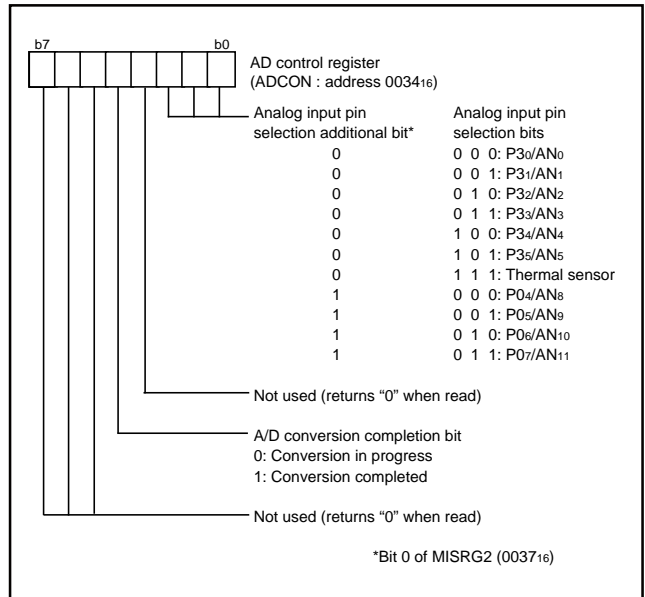 b7 b0
AD control register
(ADCON : address 0034₁₆)
Analog input pin Analog input pin
selection additional bit* selection bits
0 0 0 0: P3₀/AN₀
0 0 0 1: P3₁/AN₁
0 0 1 0: P3₂/AN₂
0 0 1 1: P3₃/AN₃
0 1 0 0: P3₄/AN₄
0 1 0 1: P3₅/AN₅
0 1 1 1: Thermal sensor
1 0 0 0: P0₄/AN₈
1 0 0 1: P0₅/AN₉
1 0 1 0: P0₆/AN₁₀
1 0 1 1: P0₇/AN₁₁
Not used (returns “0” when read)
A/D conversion completion bit
0: Conversion in progress
1: Conversion completed
Not used (returns “0” when read)
*Bit 0 of MISRG2 (0037₁₆)